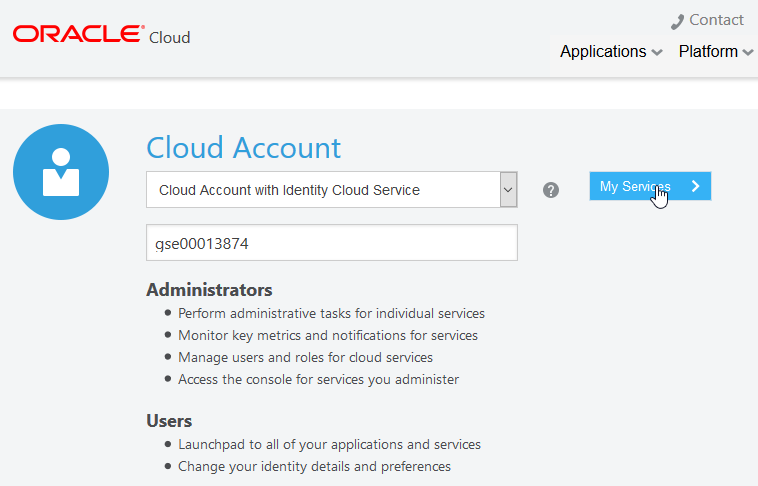 ORACLE Cloud
Contact
Applications Platform
Cloud Account
Cloud Account with Identity Cloud Service
?
My Services
gse00013874
Administrators
• Perform administrative tasks for individual services
• Monitor key metrics and notifications for services
• Manage users and roles for cloud services
• Access the console for services you administer
Users
• Launchpad to all of your applications and services
• Change your identity details and preferences